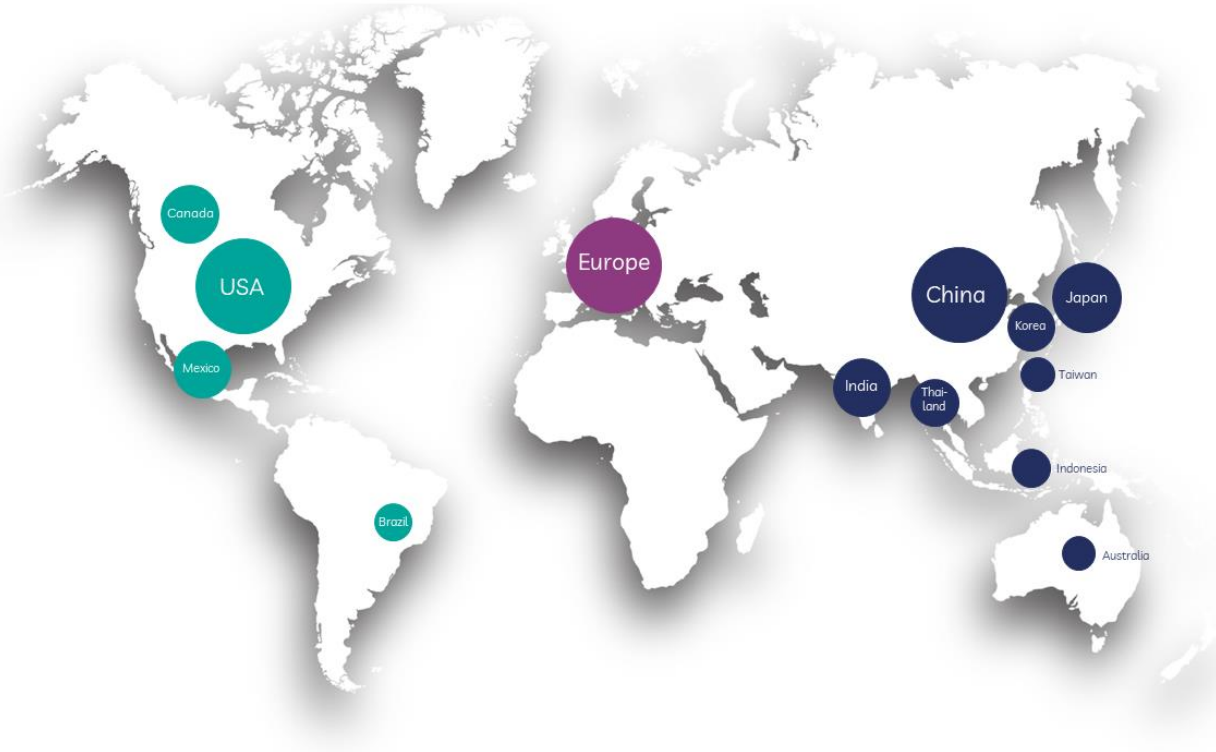 Canada
USA
Mexico
Brazil
Europe
China
Japan
Korea
Taiwan
India
Thai-
land
Indonesia
Australia